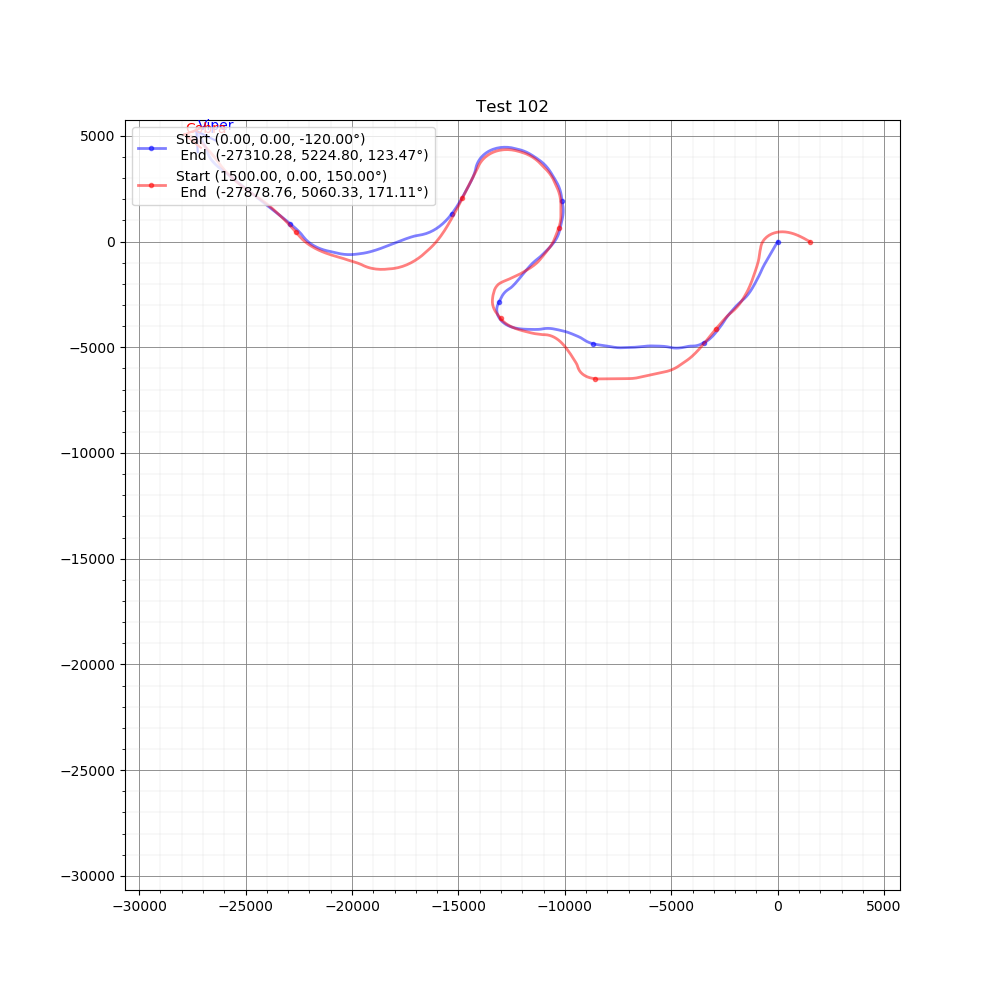 Test 102
Viper
Start (0.00, 0.00, -120.00°)
End (-27310.28, 5224.80, 123.47°)
Start (1500.00, 0.00, 150.00°)
End (-27878.76, 5060.33, 171.11°)
5000
0
−5000
−10000
−15000
−20000
−25000
−30000
−30000 −25000 −20000 −15000 −10000 −5000 0 5000